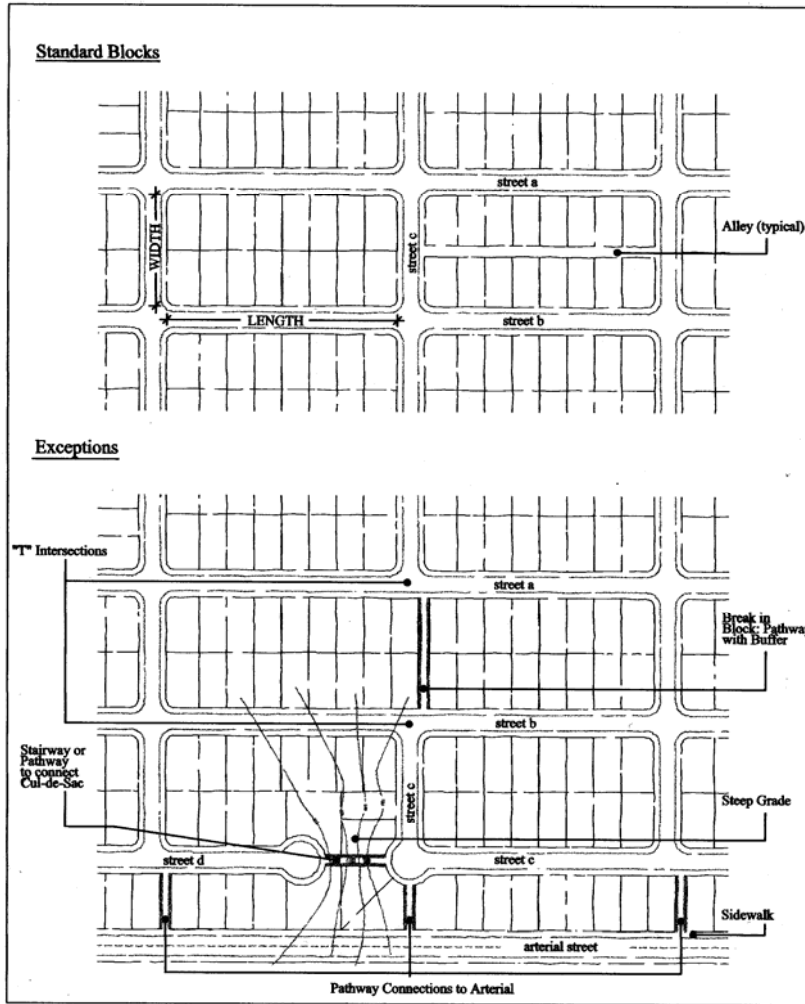 Standard Blocks
street a
WIDTH
street c
Alley (typical)
LENGTH
street b
Exceptions
"T" Intersections
street a
Break in
Block: Pathway
with Buffer
street b
Stairway or
Pathway
to connect
Cul-de-Sac
street c
Steep Grade
street d
street c
Sidewalk
arterial street
Pathway Connections to Arterial